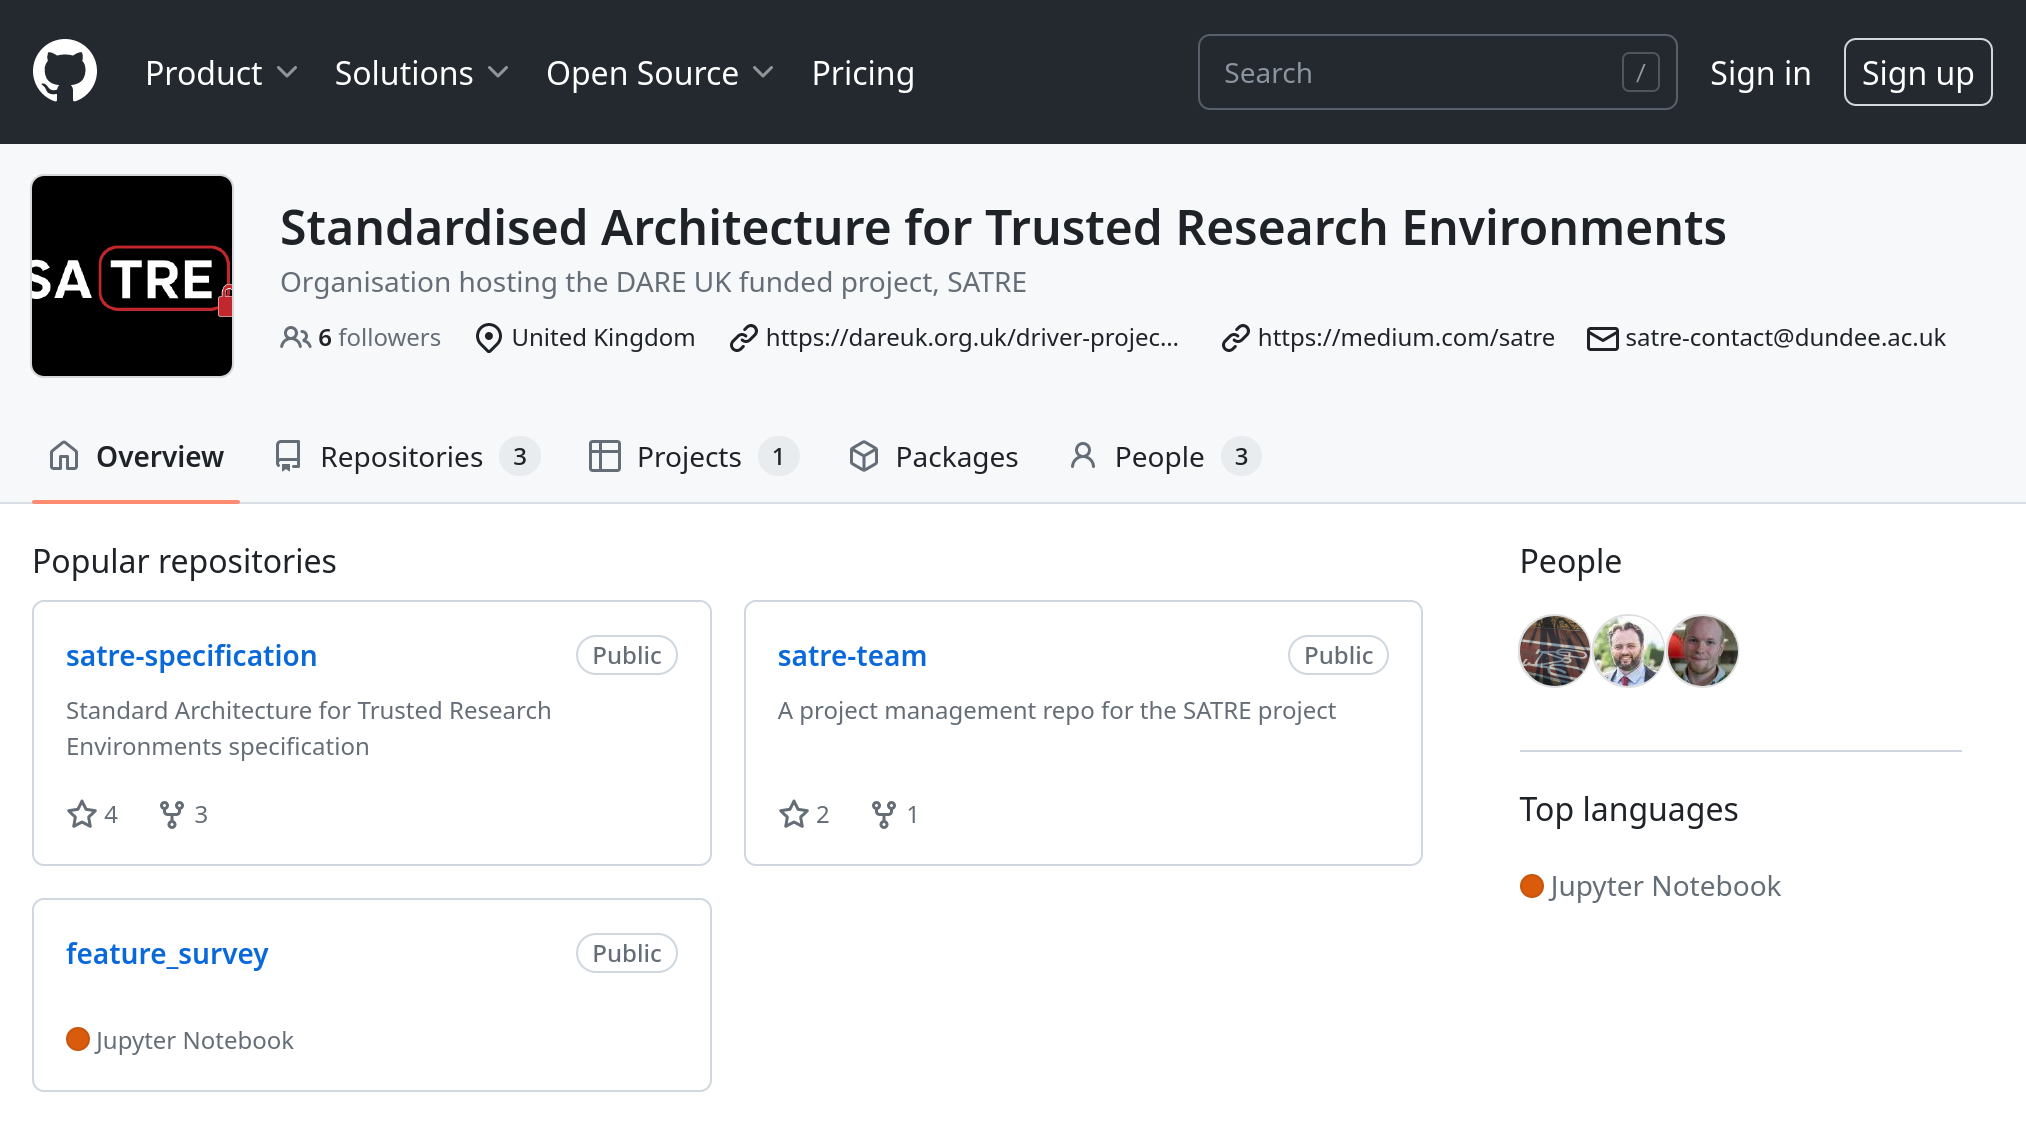 Product
Solutions
Open Source
Pricing
Search
/
Sign in
Sign up
SATRE
Standardised Architecture for Trusted Research Environments
Organisation hosting the DARE UK funded project, SATRE
6 followers
United Kingdom
https://dareuk.org.uk/driver-projec...
https://medium.com/satre
satre-contact@dundee.ac.uk
Overview
Repositories 3
Projects 1
Packages
People 3
Popular repositories
satre-specification
Public
Standard Architecture for Trusted Research
Environments specification
4
3
satre-team
Public
A project management repo for the SATRE project
2
1
feature_survey
Public
Jupyter Notebook
People
Top languages
Jupyter Notebook